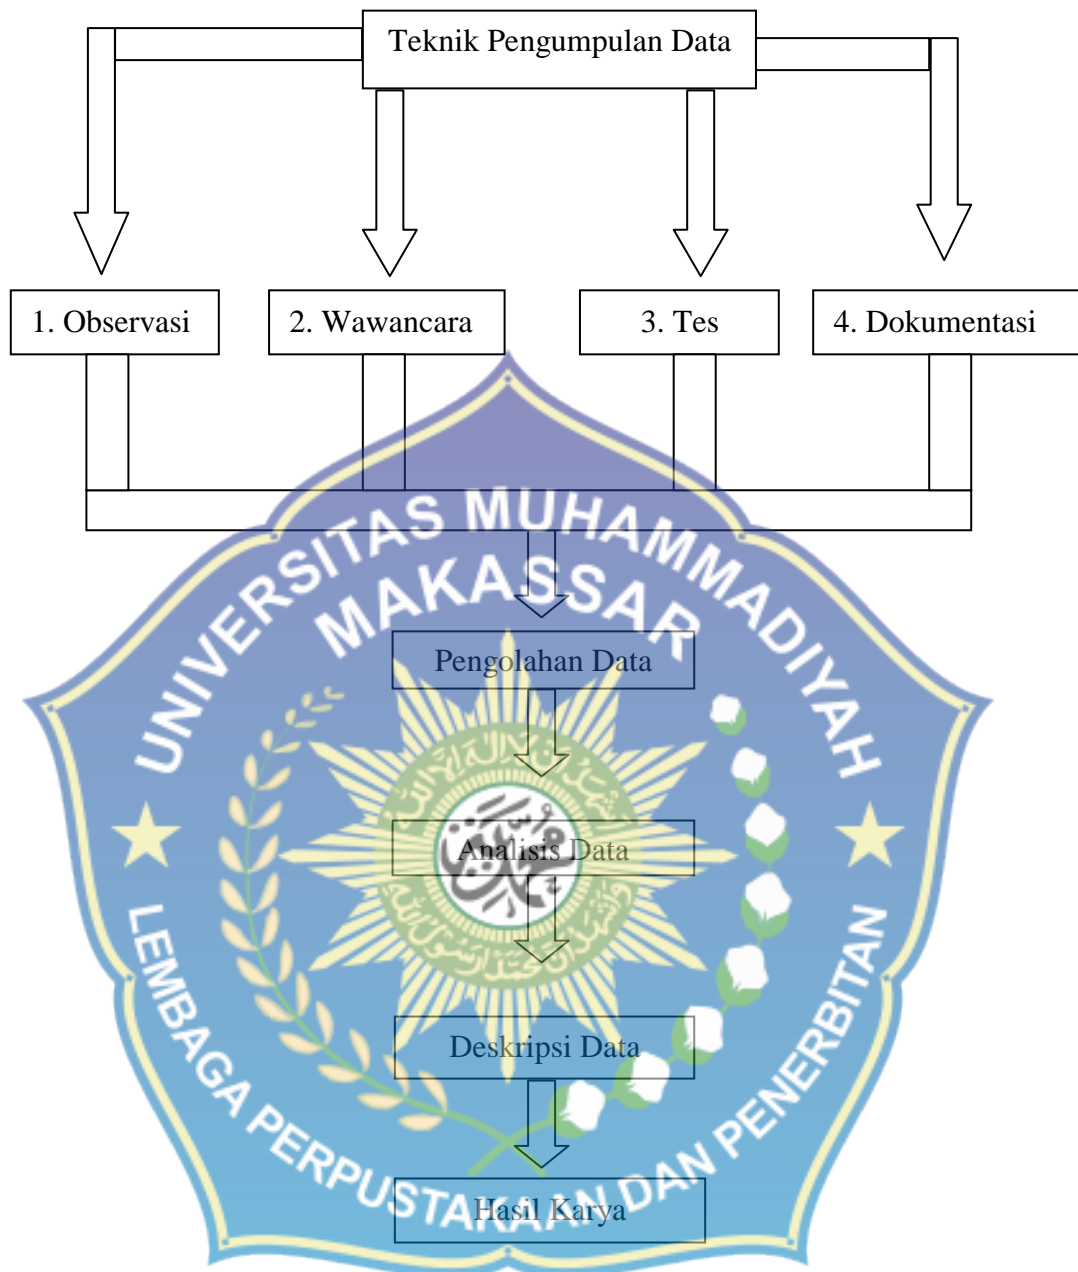 Teknik Pengumpulan Data
1. Observasi
2. Wawancara
3. Tes
4. Dokumentasi
UNIVERSITAS MUHAMMADIYAH
MAKASSAR
Pengolahan Data
Analisis Data
Deskripsi Data
Hasil Karya
LEMBAGA PERPUSTAKAAN DAN PENERBITAN